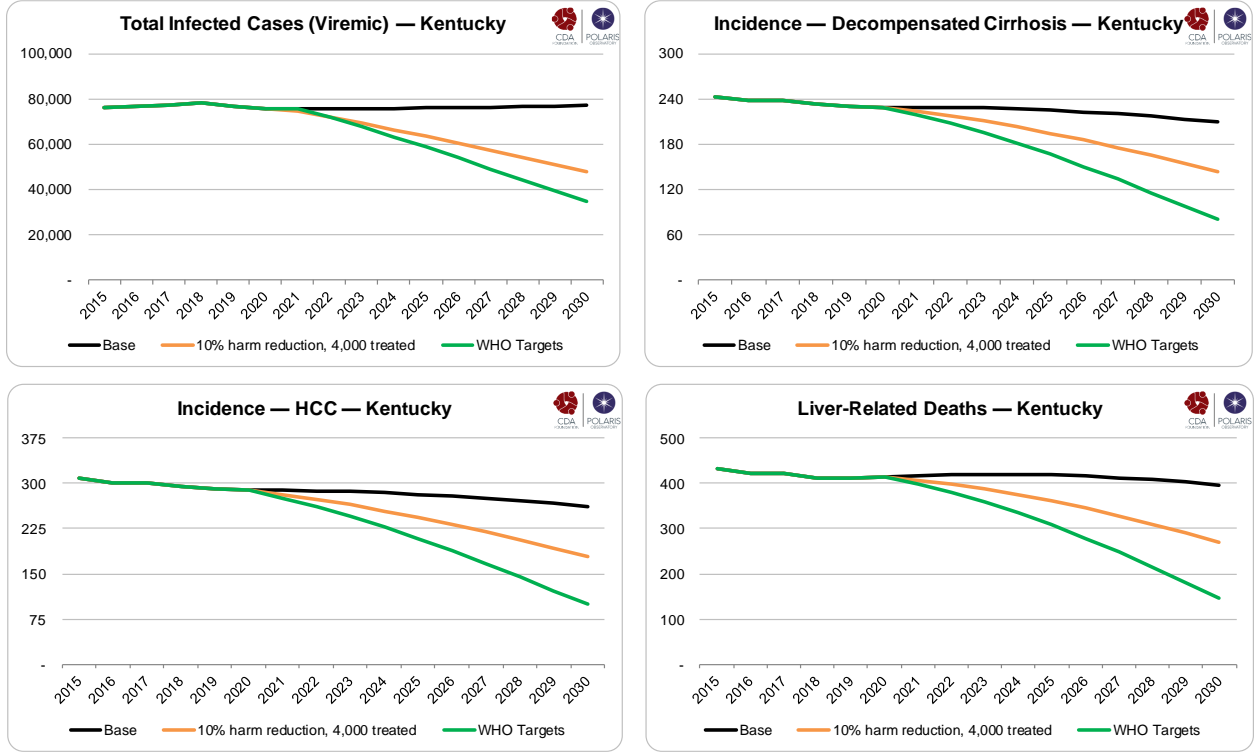 Total Infected Cases (Viremic) — Kentucky
CDA
FOUNDATION
POLARIS
OBSERVATORY
100,000
80,000
60,000
40,000
20,000
-
2015 2016 2017 2018 2019 2020 2021 2022 2023 2024 2025 2026 2027 2028 2029 2030
Base 10% harm reduction, 4,000 treated WHO Targets
Incidence — Decompensated Cirrhosis — Kentucky
CDA
FOUNDATION
POLARIS
OBSERVATORY
300
240
180
120
60
-
2015 2016 2017 2018 2019 2020 2021 2022 2023 2024 2025 2026 2027 2028 2029 2030
Base 10% harm reduction, 4,000 treated WHO Targets
Incidence — HCC — Kentucky
CDA
FOUNDATION
POLARIS
OBSERVATORY
375
300
225
150
75
-
2015 2016 2017 2018 2019 2020 2021 2022 2023 2024 2025 2026 2027 2028 2029 2030
Base 10% harm reduction, 4,000 treated WHO Targets
Liver-Related Deaths — Kentucky
CDA
FOUNDATION
POLARIS
OBSERVATORY
500
400
300
200
100
-
2015 2016 2017 2018 2019 2020 2021 2022 2023 2024 2025 2026 2027 2028 2029 2030
Base 10% harm reduction, 4,000 treated WHO Targets